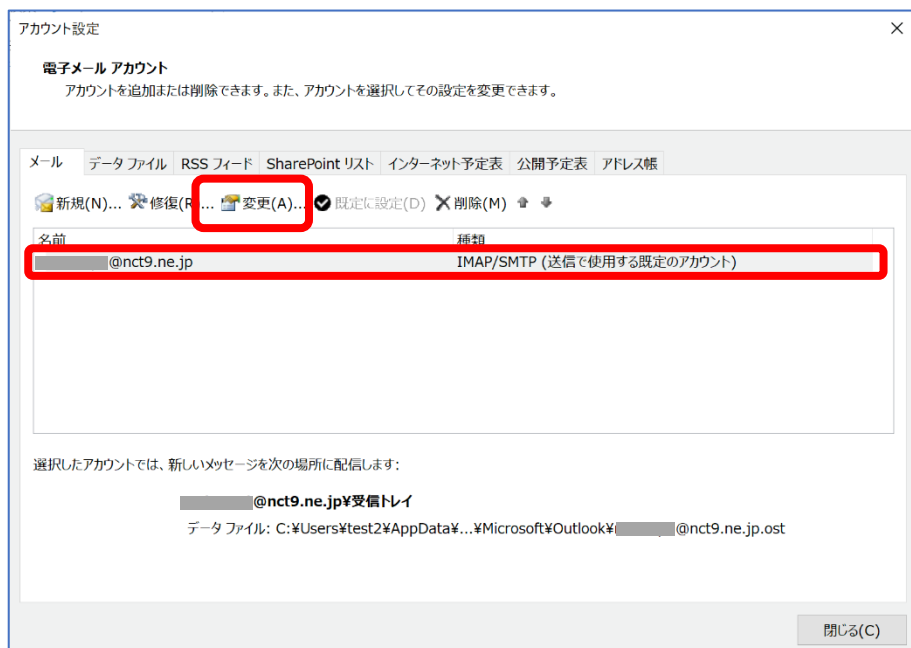 アカウント設定
電子メール アカウント
アカウントを追加または削除できます。また、アカウントを選択してその設定を変更できます。
メール データ ファイル RSS フィード SharePoint リスト インターネット予定表 公開予定表 アドレス帳
新規(N)... 修復(R)... 変更(A)... 既定に設定(D) 削除(M)
名前 種類
@nct9.ne.jp IMAP/SMTP (送信で使用する既定のアカウント)
選択したアカウントでは、新しいメッセージを次の場所に配信します:
@nct9.ne.jp¥受信トレイ
データ ファイル: C:¥Users¥test2¥AppData¥...¥Microsoft¥Outlook¥ @nct9.ne.jp.ost
閉じる(C)